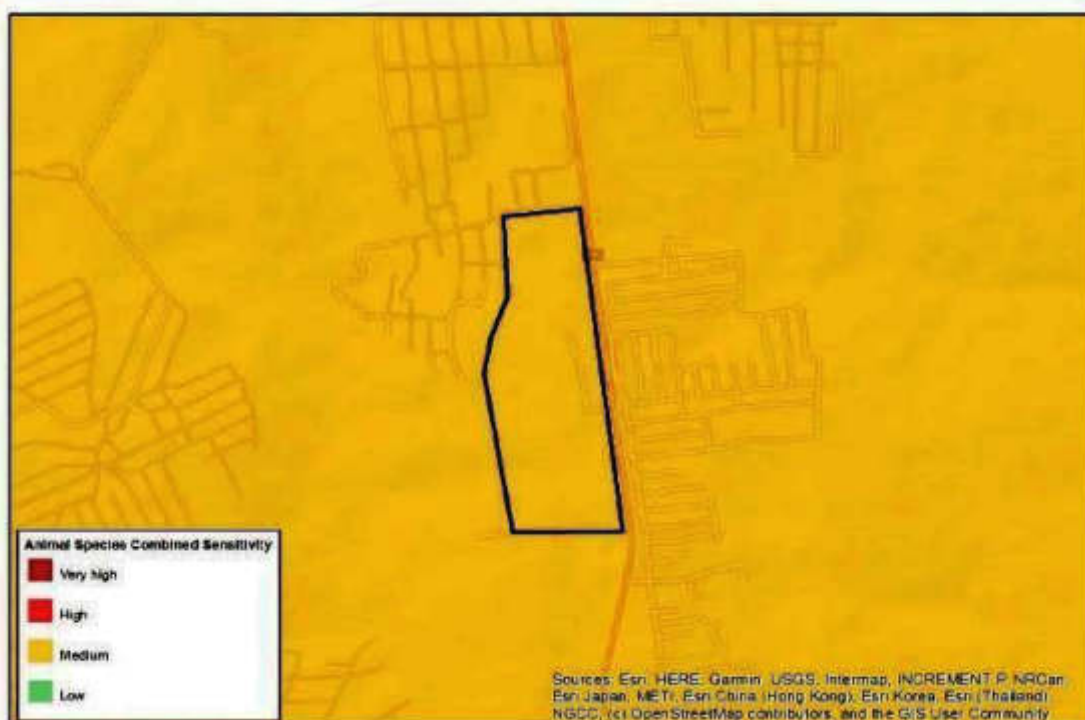 Animal Species Combined Sensitivity
Very high
High
Medium
Low
Sources: Esri, HERE, Garmin, USGS, Intermap, INCREMENT P, NRCan,
Esri Japan, METI, Esri China (Hong Kong), Esri Korea, Esri (Thailand),
NGCC, (c) OpenStreetMap contributors, and the GIS User Community